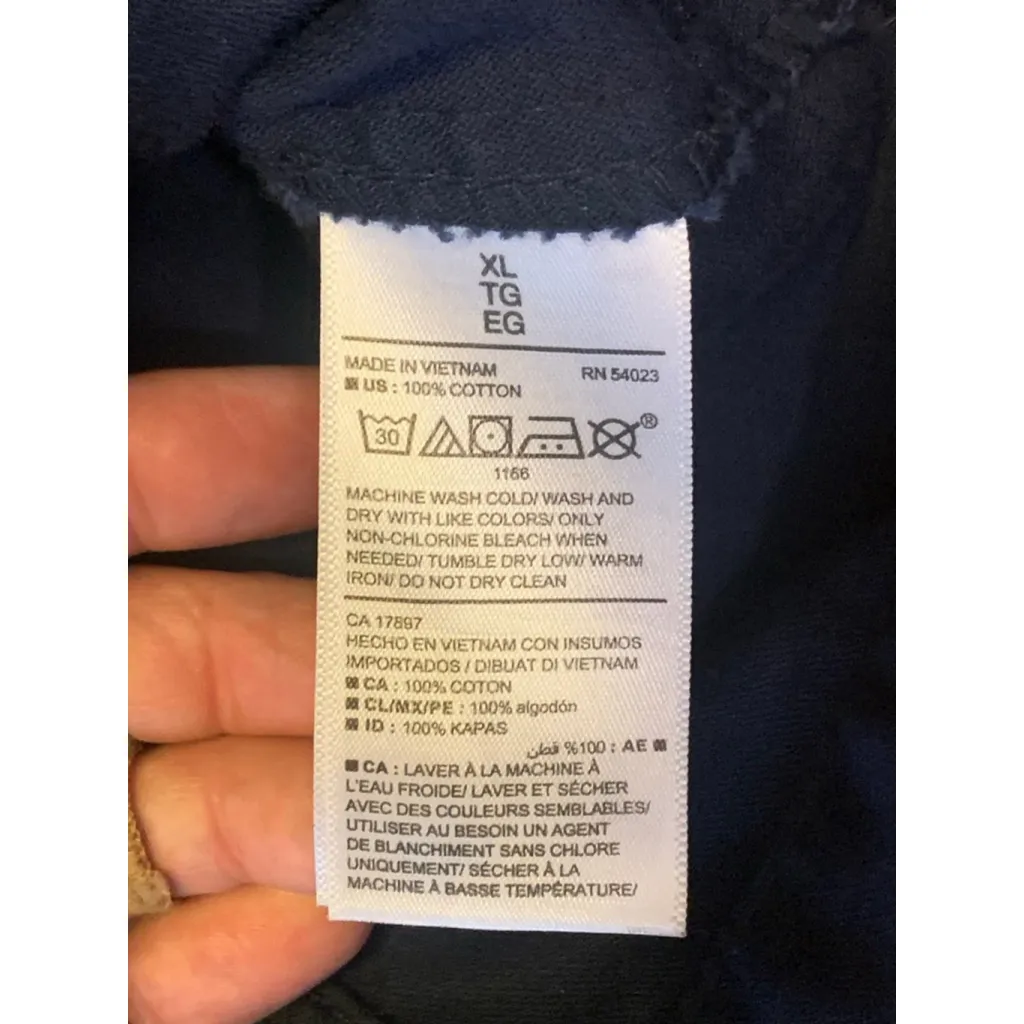 XL
TG
EG
MADE IN VIETNAM
RN 54023
US : 100% COTTON
30
®
1166
MACHINE WASH COLD/ WASH AND
DRY WITH LIKE COLORS/ ONLY
NON-CHLORINE BLEACH WHEN
NEEDED/ TUMBLE DRY LOW/ WARM
IRON/ DO NOT DRY CLEAN
CA 17897
HECHO EN VIETNAM CON INSUMOS
IMPORTADOS / DIBUAT DI VIETNAM
CA : 100% COTON
CL/MX/PE : 100% algodón
ID : 100% KAPAS
AE : 100% قطن
CA : LAVER À LA MACHINE À
L'EAU FROIDE/ LAVER ET SÉCHER
AVEC DES COULEURS SEMBLABLES/
UTILISER AU BESOIN UN AGENT
DE BLANCHIMENT SANS CHLORE
UNIQUEMENT/ SÉCHER À LA
MACHINE À BASSE TEMPÉRATURE/